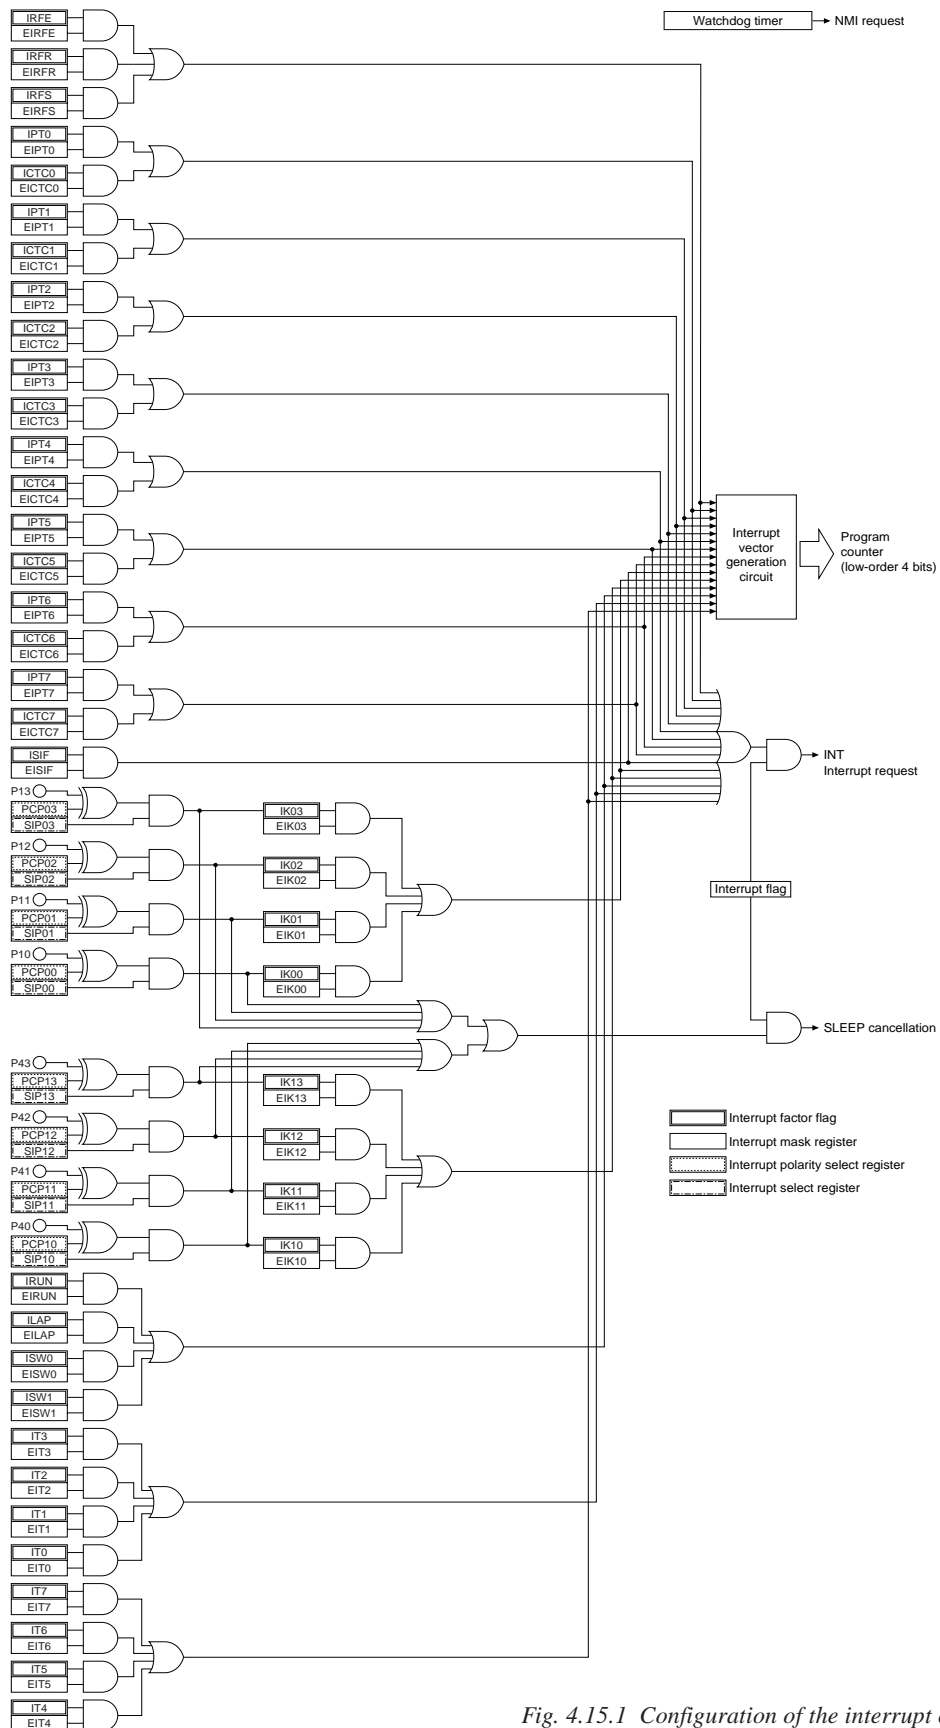 IRFE
EIRFE
IRFR
EIRFR
IRFS
EIRFS
IPT0
EIPT0
ICTC0
EICTC0
IPT1
EIPT1
ICTC1
EICTC1
IPT2
EIPT2
ICTC2
EICTC2
IPT3
EIPT3
ICTC3
EICTC3
IPT4
EIPT4
ICTC4
EICTC4
IPT5
EIPT5
ICTC5
EICTC5
IPT6
EIPT6
ICTC6
EICTC6
IPT7
EIPT7
ICTC7
EICTC7
ISIF
EISIF
P13
PCP03
SIP03
P12
PCP02
SIP02
P11
PCP01
SIP01
P10
PCP00
SIP00
P43
PCP13
SIP13
P42
PCP12
SIP12
P41
PCP11
SIP11
P40
PCP10
SIP10
IRUN
EIRUN
ILAP
EILAP
ISW0
EISW0
ISW1
EISW1
IT3
EIT3
IT2
EIT2
IT1
EIT1
IT0
EIT0
IT7
EIT7
IT6
EIT6
IT5
EIT5
IT4
EIT4
IK03
EIK03
IK02
EIK02
IK01
EIK01
IK00
EIK00
IK13
EIK13
IK12
EIK12
IK11
EIK11
IK10
EIK10
Watchdog timer
NMI request
Interrupt
vector
generation
circuit
Program
counter
(low-order 4 bits)
INT
Interrupt request
Interrupt flag
SLEEP cancellation
Interrupt factor flag
Interrupt mask register
Interrupt polarity select register
Interrupt select register
Fig. 4.15.1 Configuration of the interrupt